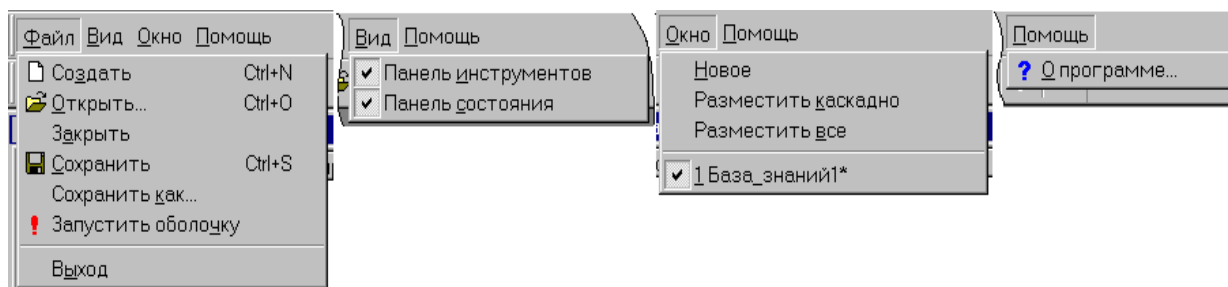 Файл Вид Окно Помощь
Создать Ctrl+N
Открыть... Ctrl+O
Закрыть
Сохранить Ctrl+S
Сохранить как...
Запустить оболочку
Выход
Вид Помощь
Панель инструментов
Панель состояния
Окно Помощь
Новое
Разместить каскадно
Разместить все
1 База_знаний1*
Помощь
О программе...